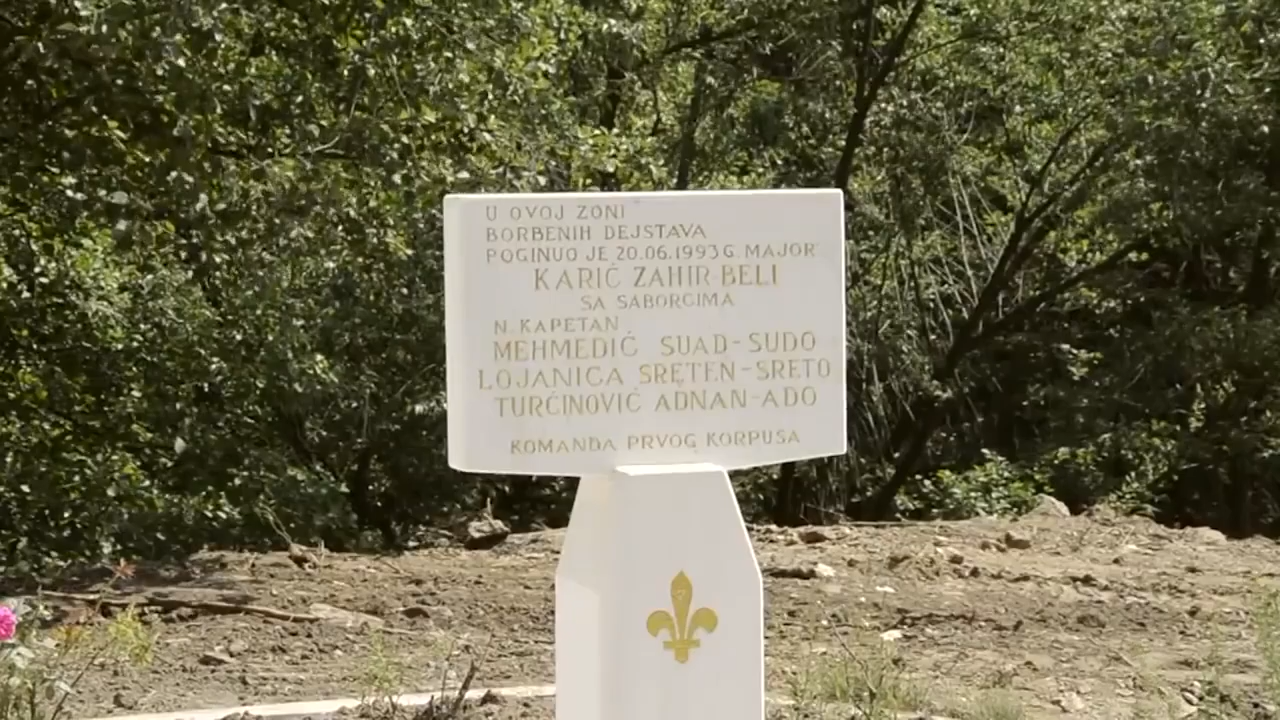 U OVOJ ZONI
BORBENIH DEJSTAVA
POGINUO JE 20.06.1993 G. MAJOR
KARIĆ ZAHIR-BELI
SA SABORCIMA
N. KAPETAN
MEHMEDIĆ SUAD-SUDO
LOJANICA SRETEN-SRETO
TURĆINOVIĆ ADNAN-ADO
KOMANDA PRVOG KORPUSA